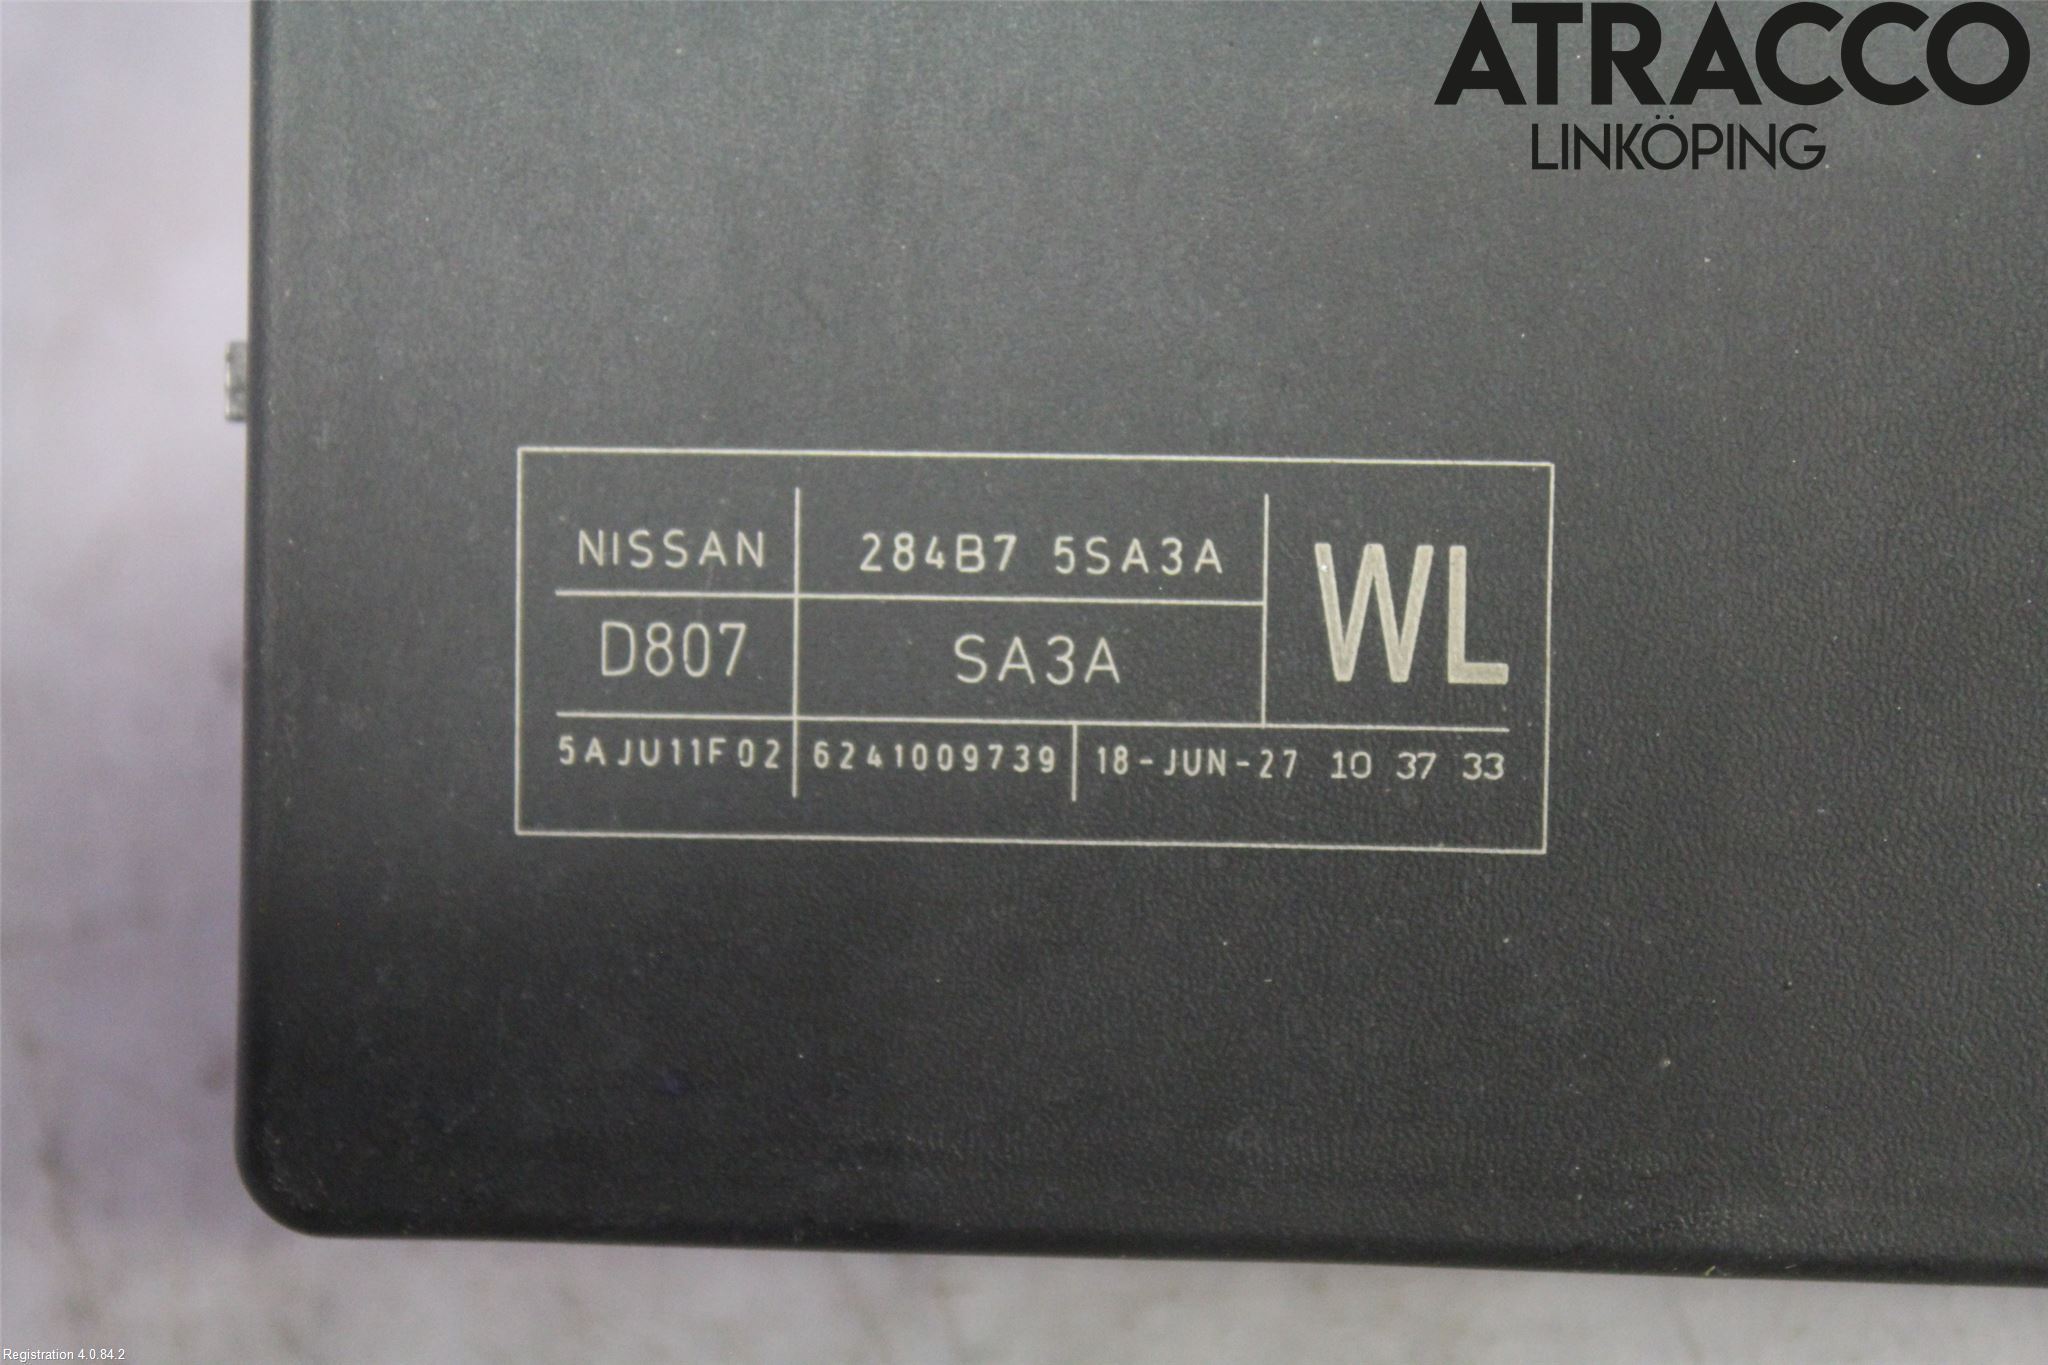 ATRACCO
LINKÖPING
NISSAN 284B7 5SA3A WL
D807 SA3A
5AJU11F02 6241009739 18-JUN-27 10 37 33
Registration 4.0.84.2